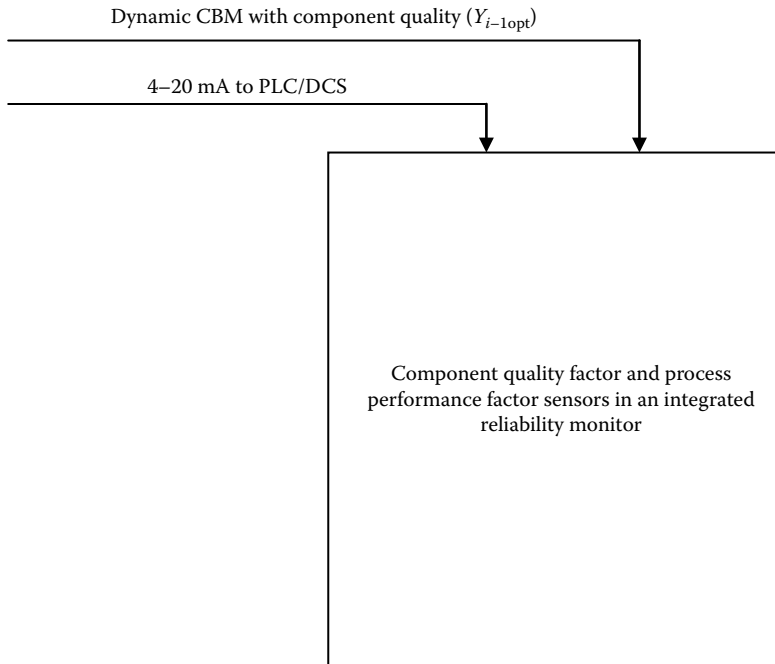 Dynamic CBM with component quality (Y_{i−1opt})
4–20 mA to PLC/DCS
Component quality factor and process
performance factor sensors in an integrated
reliability monitor